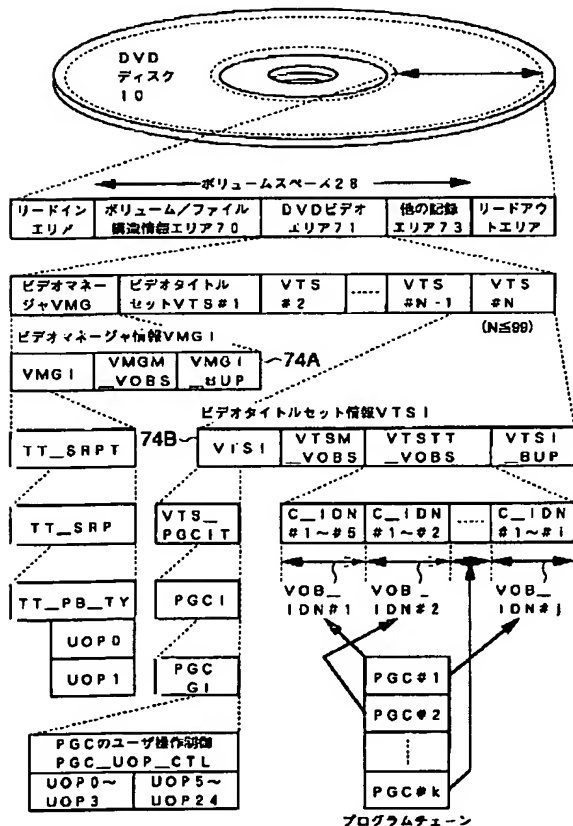 DVD
ディスク
10
ボリュームスペース28
リードイン
エリア
ボリューム/ファイル
構造情報エリア70
DVDビデオ
エリア71
他の記録
エリア73
リードアウ
トエリア
ビデオマネー
ジャVMG
ビデオタイトル
セットVTS#1
VTS
#2
VTS
#N-1
VTS
#N
(N≦99)
ビデオマネージャ情報VMGI
VMGI
VMGM
_VOBS
VMGI
_BUP
74A
ビデオタイトルセット情報VTSI
TT_SRPT
74B
VTSI
VTSM
_VOBS
VTSTT
_VOBS
VTSI
_BUP
TT_SRP
VTS_
PGCIT
C_IDN
#1~#5
C_IDN
#1~#2
C_IDN
#1~#i
VOB_
IDN#1
VOB_
IDN#2
VOB_
IDN#j
TT_PB_TY
PGCI
UOP0
UOP1
PGC
_GI
PGC#1
PGC#2
PGC#k
PGCのユーザ操作制御
PGC_UOP_CTL
UOP0~
UOP3
UOP5~
UOP24
プログラムチェーン